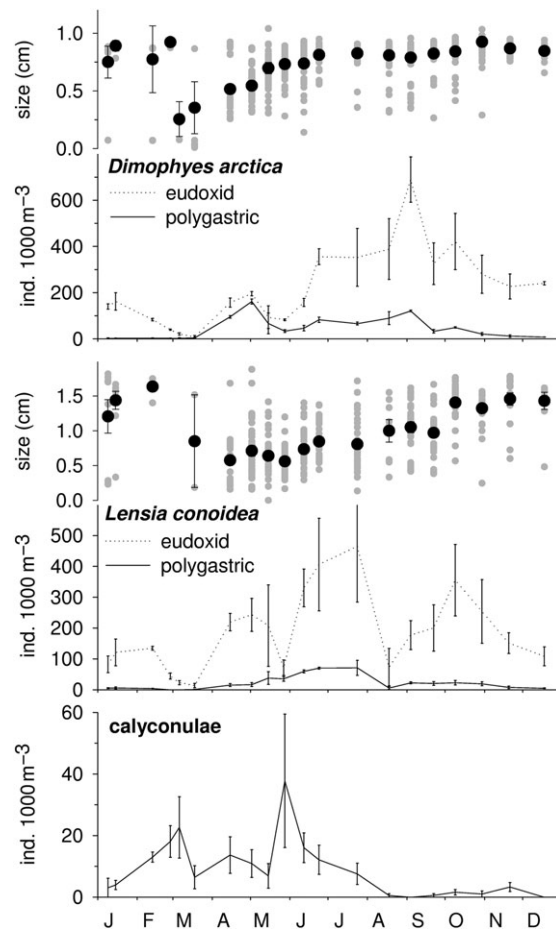 size (cm)
1.0
0.5
0.0
Dimophyes arctica
eudoxid
polygastric
ind. 1000 m−3
600
400
200
0
size (cm)
1.5
1.0
0.5
0.0
Lensia conoidea
eudoxid
polygastric
ind. 1000 m−3
500
400
300
200
100
0
calyconulae
ind. 1000 m−3
60
40
20
0
J F M A M J J A S O N D